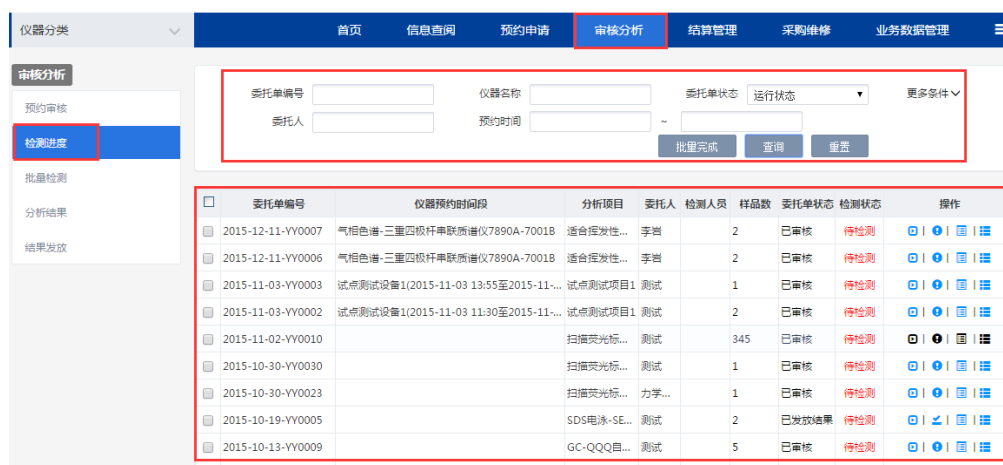 仪器分类 首页 信息查阅 预约申请 审核分析 结算管理 采购维修 业务数据管理
审核分析
预约审核
检测进度
批量检测
分析结果
结果发放
委托单编号 仪器名称 委托单状态 运行状态 更多条件
委托人 预约时间 ~
批量完成 查询 重置
委托单编号 仪器预约时间段 分析项目 委托人 检测人员 样品数 委托单状态 检测状态 操作
2015-12-11-YY0007 气相色谱-三重四极杆串联质谱仪7890A-7001B 适合挥发性... 李岩 2 已审核 待检测
2015-12-11-YY0006 气相色谱-三重四极杆串联质谱仪7890A-7001B 适合挥发性... 李岩 2 已审核 待检测
2015-11-03-YY0003 试点测试设备1(2015-11-03 13:55至2015-11-... 试点测试项目1 测试 1 已审核 待检测
2015-11-03-YY0002 试点测试设备1(2015-11-03 11:30至2015-11-... 试点测试项目1 测试 2 已审核 待检测
2015-11-02-YY0010 扫描荧光标... 测试 345 已审核 待检测
2015-10-30-YY0030 扫描荧光标... 测试 1 已审核 待检测
2015-10-30-YY0023 扫描荧光标... 力学... 1 已审核 待检测
2015-10-19-YY0005 SDS电泳-SE... 测试 2 已发放结果 待检测
2015-10-13-YY0009 GC-QQQ自... 测试 5 已审核 待检测